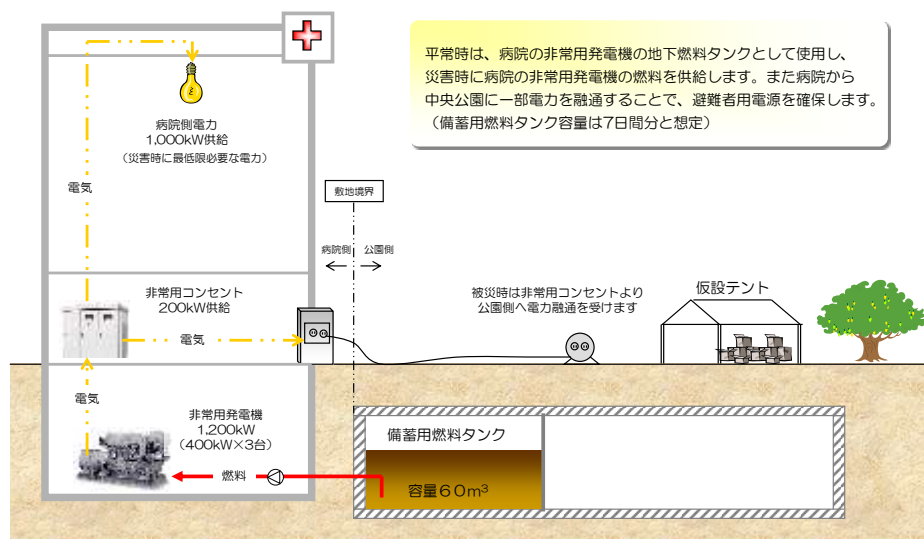 平常時は、病院の非常用発電機の地下燃料タンクとして使用し、
災害時に病院の非常用発電機の燃料を供給します。また病院から
中央公園に一部電力を融通することで、避難者用電源を確保します。
（備蓄用燃料タンク容量は7日間分と想定）
病院側電力
1,000kW供給
（災害時に最低限必要な電力）
電気
敷地境界
病院側
公園側
非常用コンセント
200kW供給
電気
被災時は非常用コンセントより
公園側へ電力融通を受けます
仮設テント
電気
非常用発電機
1,200kW
（400kW×3台）
燃料
備蓄用燃料タンク
容量60m³